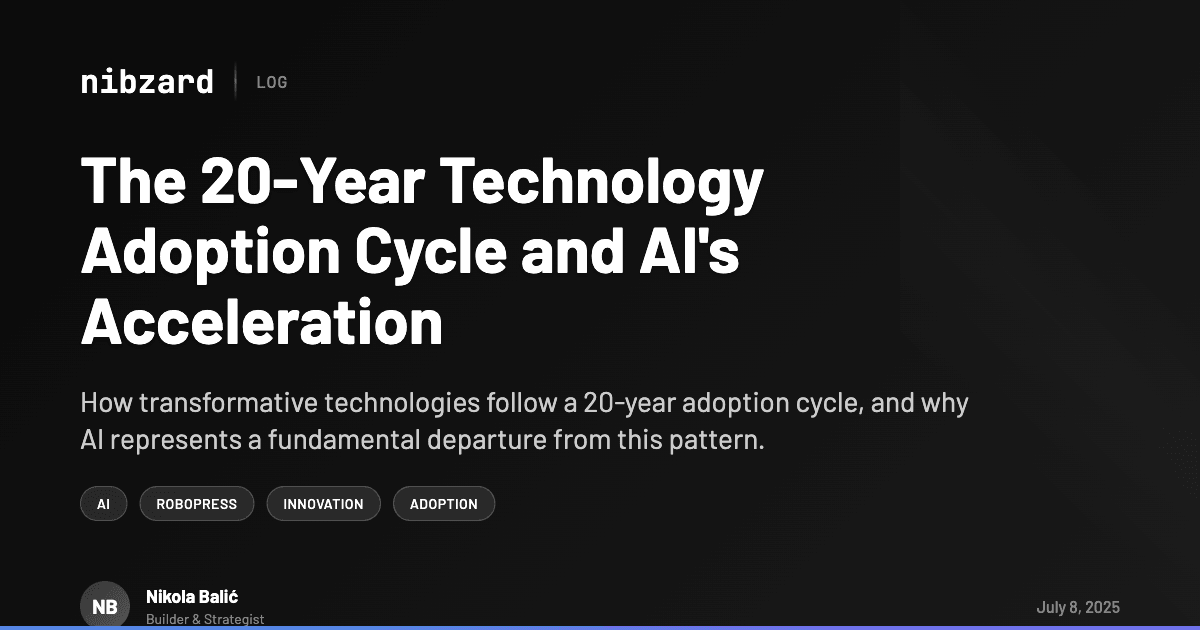 nibzard
LOG
The 20-Year Technology
Adoption Cycle and AI's
Acceleration
How transformative technologies follow a 20-year adoption cycle, and why
AI represents a fundamental departure from this pattern.
AI
ROBOPRESS
INNOVATION
ADOPTION
NB
Nikola Balić
Builder & Strategist
July 8, 2025